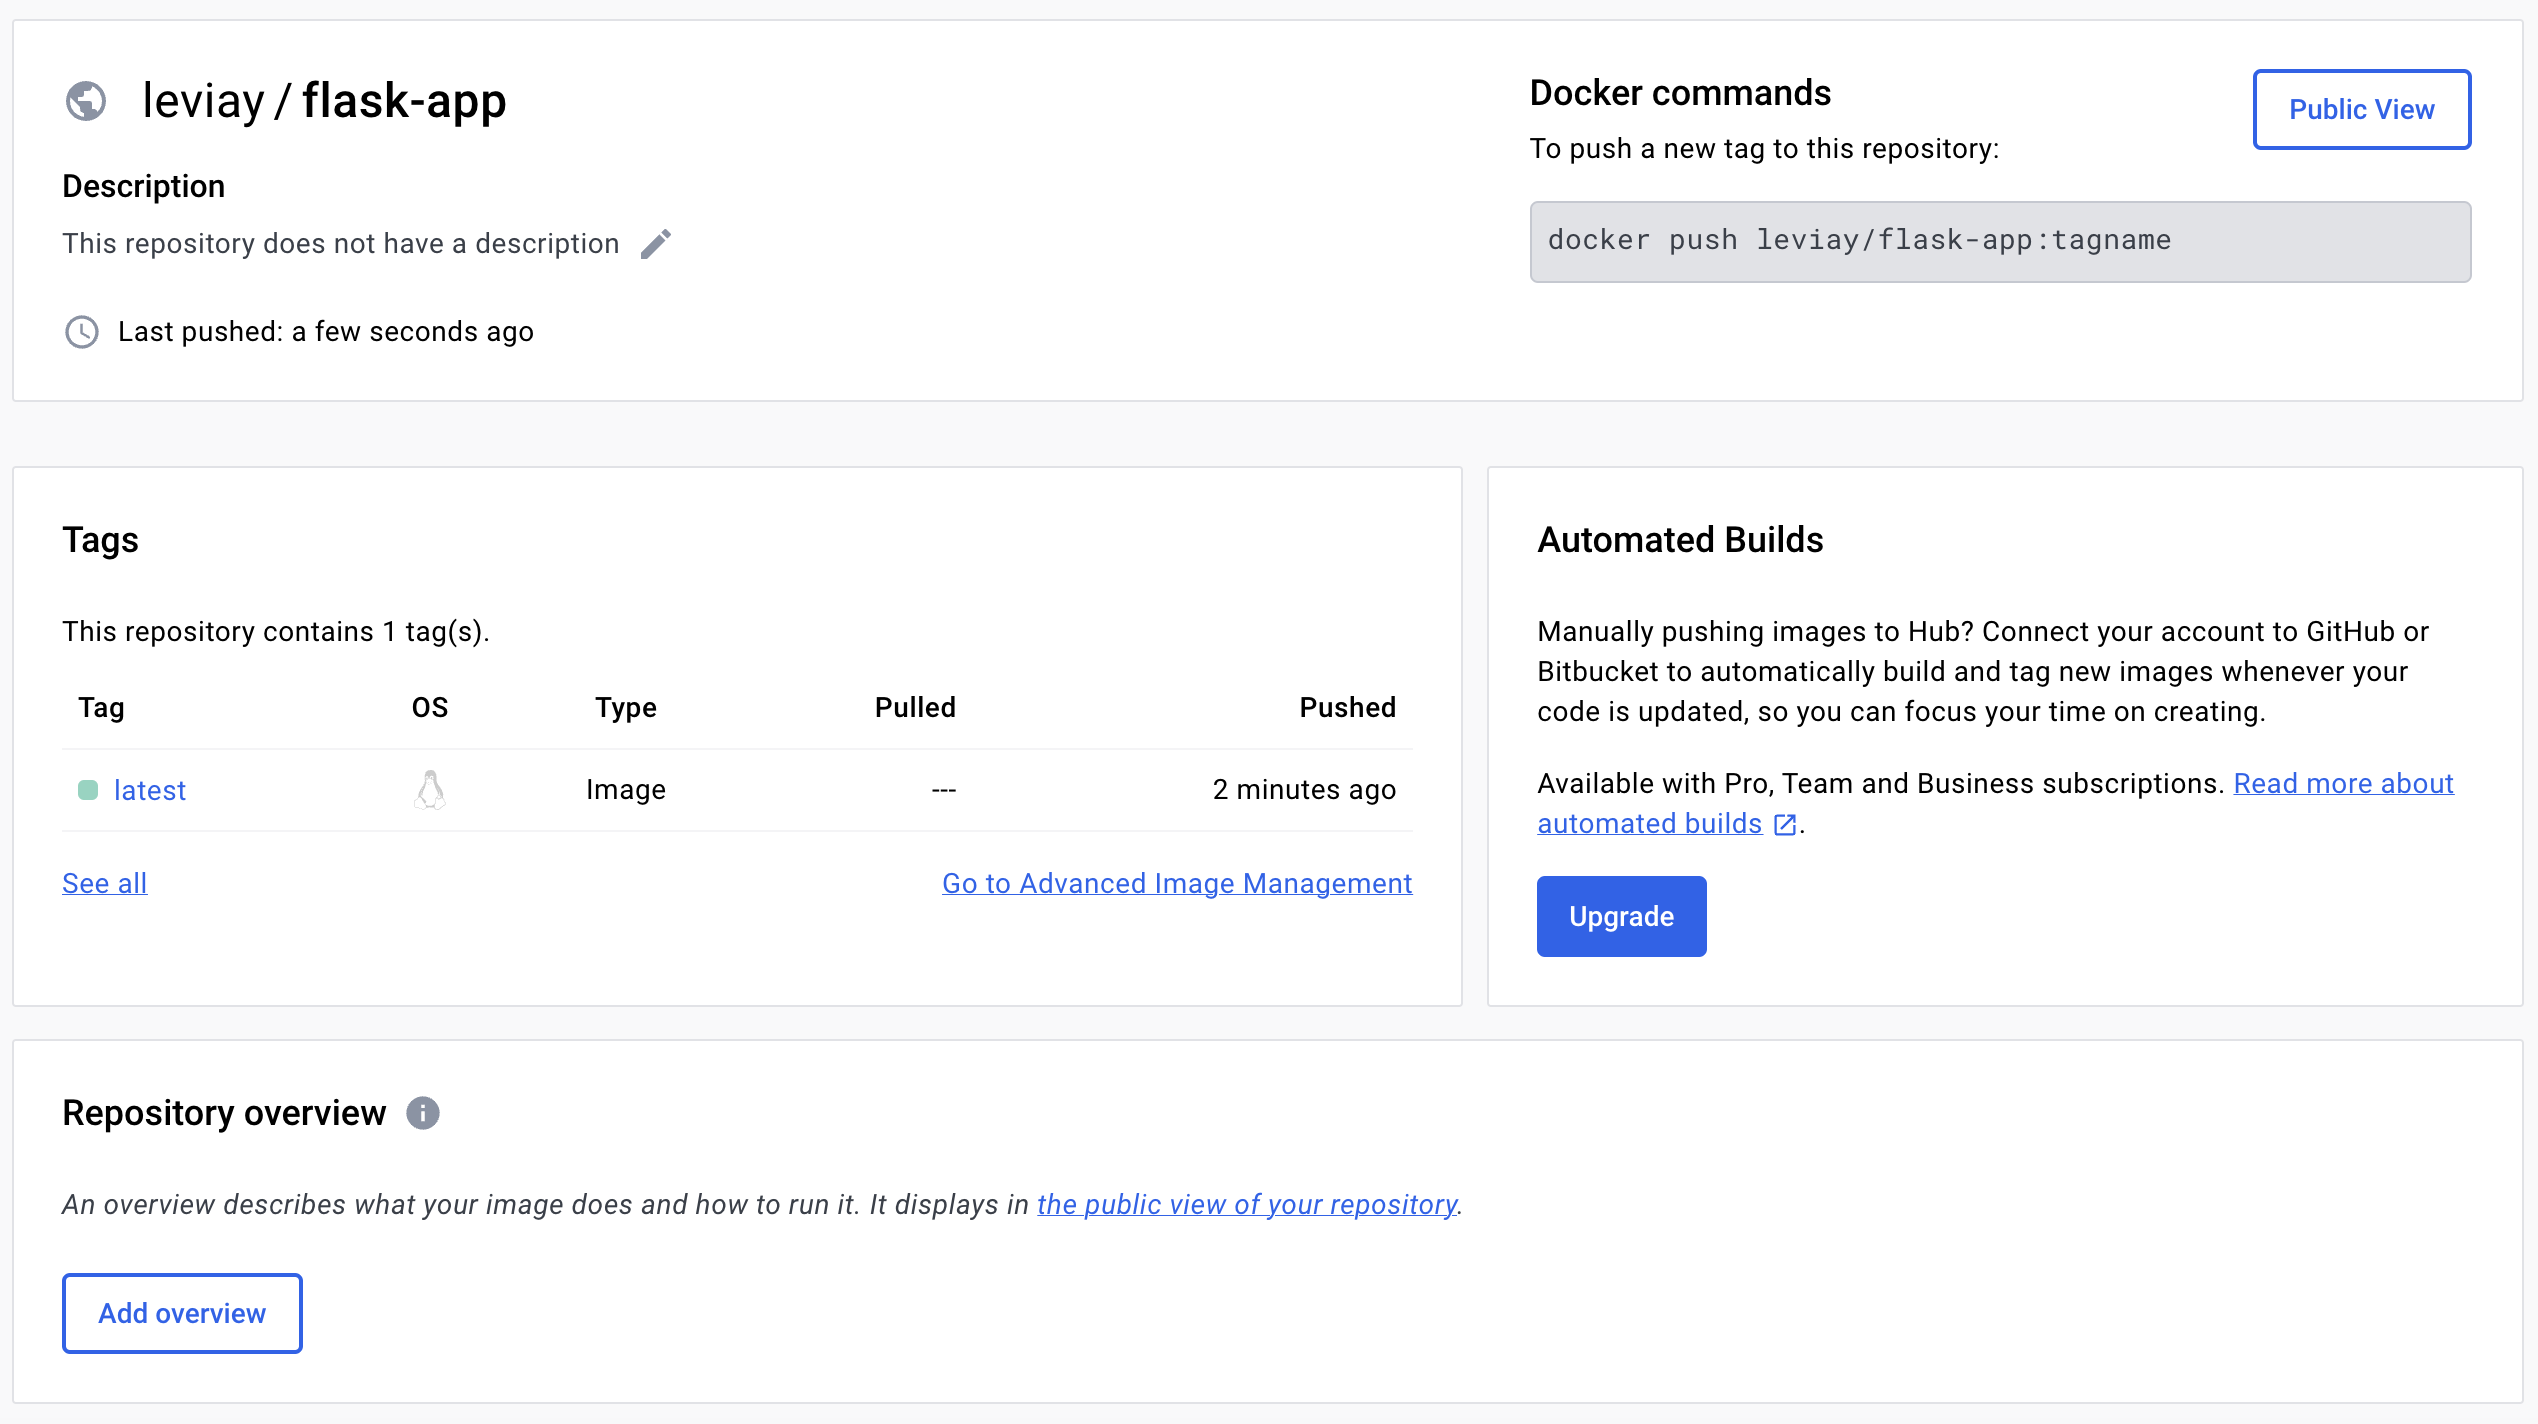 leviay / flask-app
Description
This repository does not have a description
Last pushed: a few seconds ago
Docker commands
To push a new tag to this repository:
docker push leviay/flask-app:tagname
Public View
Tags
This repository contains 1 tag(s).
Tag OS Type Pulled Pushed
latest Image --- 2 minutes ago
See all Go to Advanced Image Management
Automated Builds
Manually pushing images to Hub? Connect your account to GitHub or
Bitbucket to automatically build and tag new images whenever your
code is updated, so you can focus your time on creating.
Available with Pro, Team and Business subscriptions. Read more about
automated builds.
Upgrade
Repository overview
An overview describes what your image does and how to run it. It displays in the public view of your repository.
Add overview